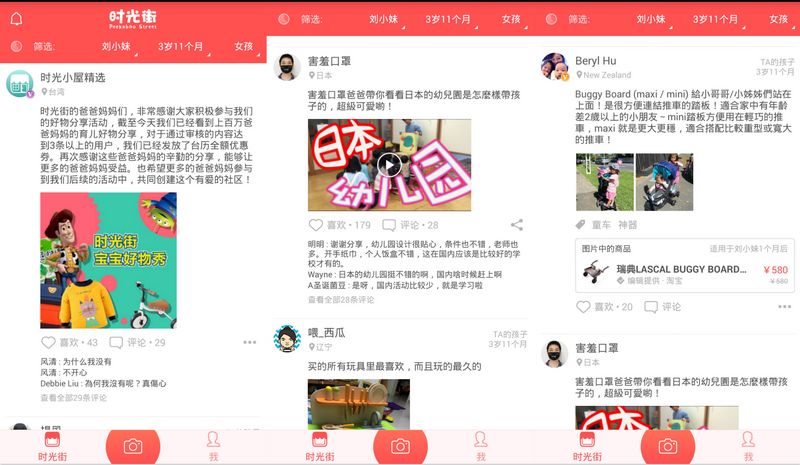 时光街
Peekaboo Street
筛选:
刘小妹
3岁11个月
女孩
时光小屋精选
台湾
时光街的爸爸妈妈们，非常感谢大家积极参与我们
的好物分享活动，截至今天我们已经看到上百万爸
爸妈妈的育儿好物分享，对于通过审核的内容达
到3条以上的用户，我们已经发放了台历全額优惠
券。再次感谢这些爸爸妈妈的辛勤的分享，能够让
更多的爸爸妈妈受益。也希望更多的爸爸妈妈参与
到我们后续的活动中，共同创建这个有爱的社区！
时光街
宝宝好物秀
喜欢·43
评论·29
风清 : 为什么我没有
风清 : 不开心
Debbie Liu : 為何我沒有呢？真傷心
查看全部29条评论
时光街
我
筛选:
刘小妹
3岁11个月
女孩
害羞口罩
日本
害羞口罩爸爸帶你看看日本的幼兒園是怎麼樣帶孩
子的，超級可愛喲！
日本
幼儿园
喜欢·179
评论·28
明明 : 谢谢分享，幼儿园设计很贴心，条件也不错，老师也
多。开手纸巾，个人饭盒不错，这在国内应该是比较好的学
校才有的。
Wayne : 日本的幼儿园挺不错的啊，国内啥时候赶上啊
A圣诞菌豆 : 是呀，国内活动比较少，就是学习啦
查看全部28条评论
喂_西瓜
辽宁
TA的孩子
2岁11个月
买的所有玩具里最喜欢，而且玩的最久的
时光街
我
筛选:
刘小妹
3岁11个月
女孩
Beryl Hu
New Zealand
TA的孩子
3岁11个月
Buggy Board (maxi / mini) 給小哥哥/小姊姊們站在
上面！是很方便連結推車的踏板！適合家中有年齡
差2歲以上的小朋友～mini踏板方便用在輕巧的推
車，maxi 就是更大更穩，適合搭配比較重型或寬大
的推車！
童车 神器
图片中的商品
适用于刘小妹1个月后
瑞典LASCAL BUGGY BOARD...
¥580
编辑提供 · 淘宝
¥580
喜欢·20
评论
害羞口罩
日本
害羞口罩爸爸帶你看看日本的幼兒園是怎麼樣帶孩
子的，超級可愛喲！
时光街
我